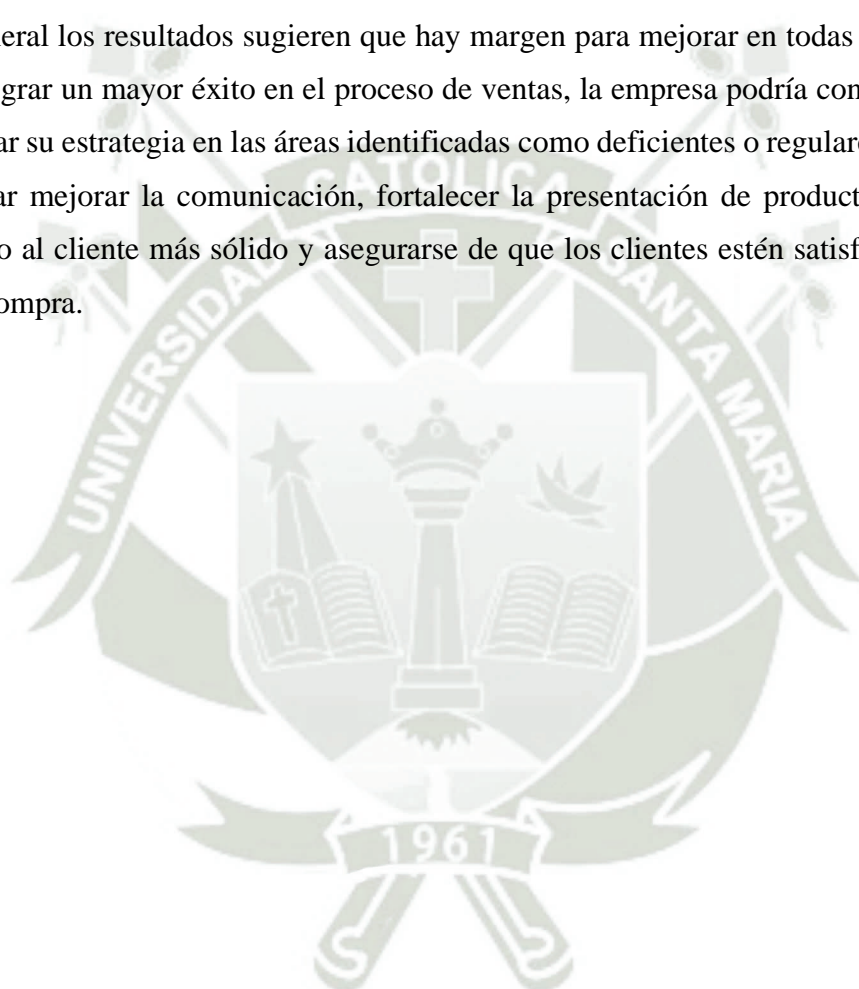 eral los resultados sugieren que hay margen para mejorar en todas
grar un mayor éxito en el proceso de ventas, la empresa podría con
ar su estrategia en las áreas identificadas como deficientes o regulare
ar mejorar la comunicación, fortalecer la presentación de product
o al cliente más sólido y asegurarse de que los clientes estén satisf
ompra.
UNIVERSIDAD CATOLICA SANTA MARIA
1961